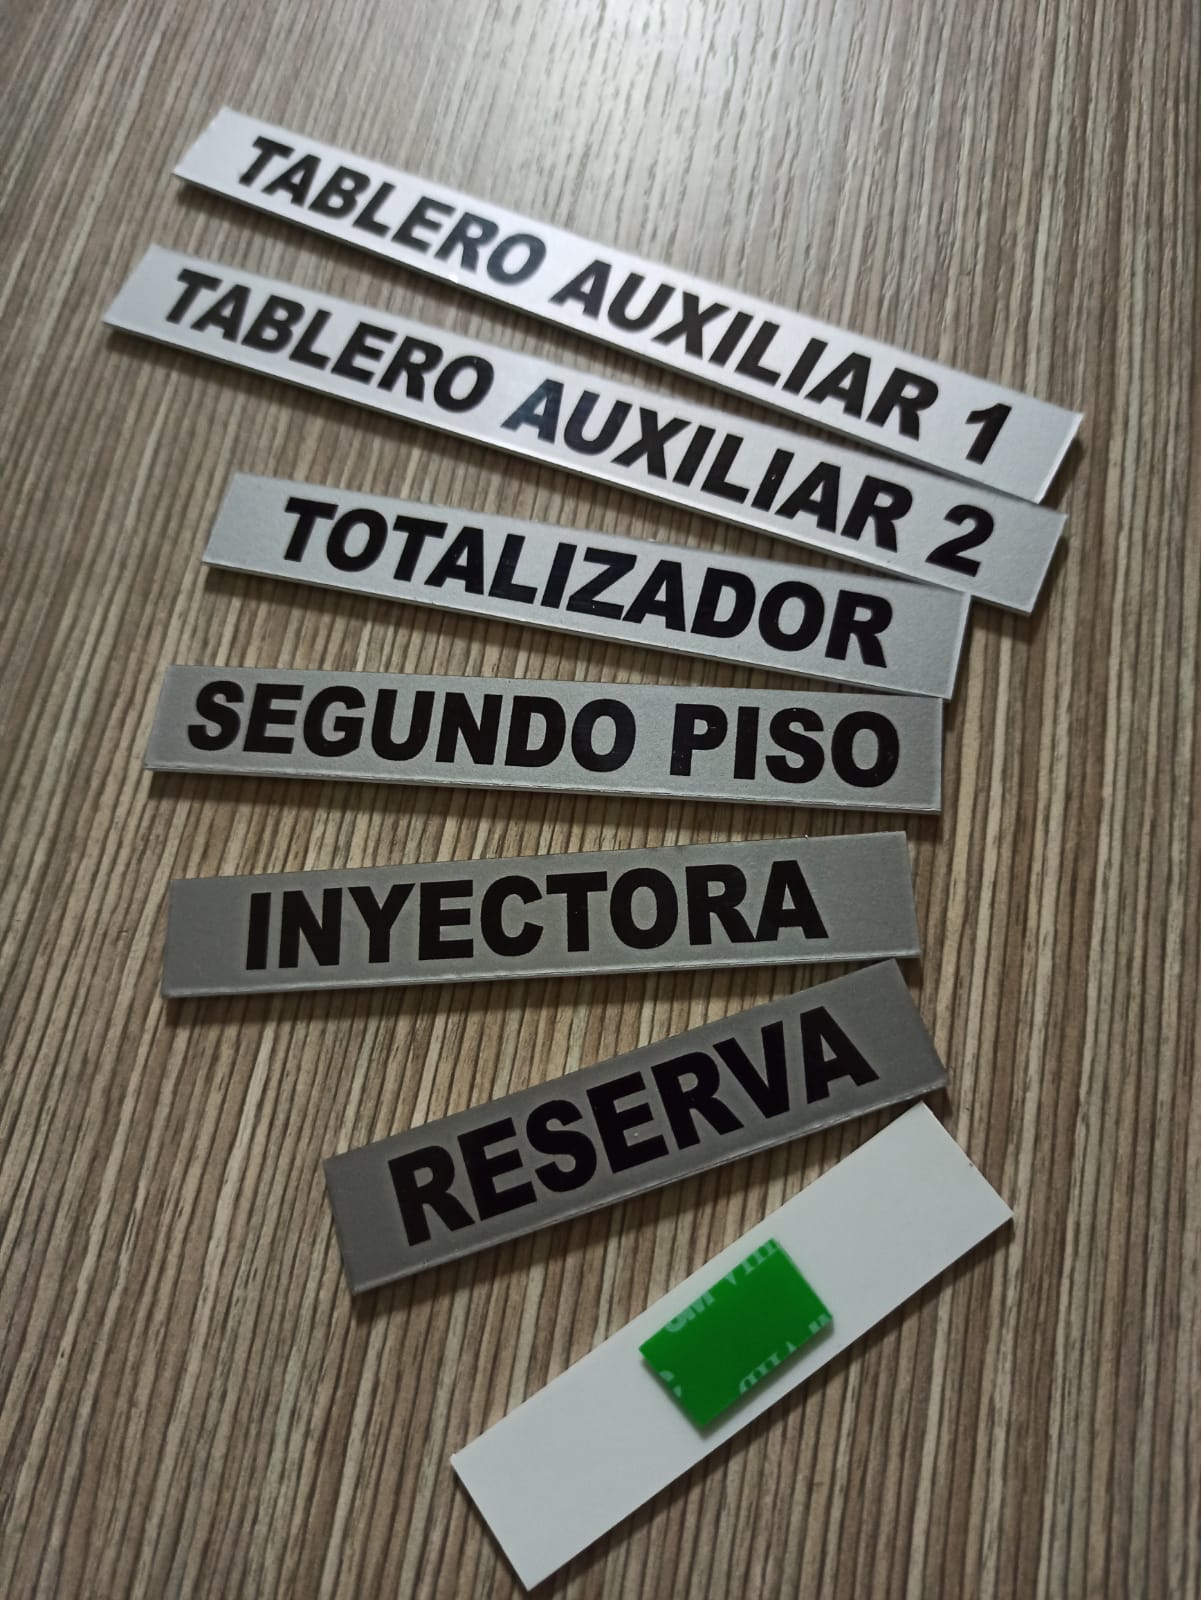 TABLERO AUXILIAR 1
TABLERO AUXILIAR 2
TOTALIZADOR
SEGUNDO PISO
INYECTORA
RESERVA